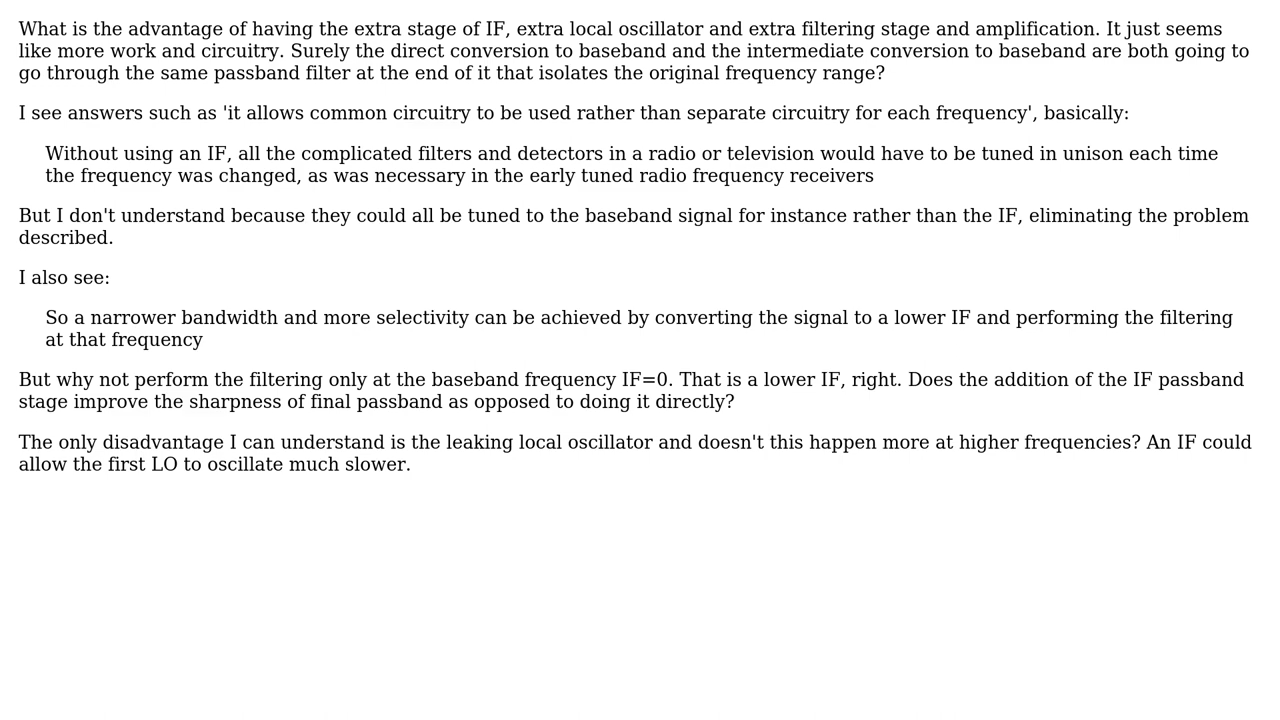 What is the advantage of having the extra stage of IF, extra local oscillator and extra filtering stage and amplification. It just seems
like more work and circuitry. Surely the direct conversion to baseband and the intermediate conversion to baseband are both going to
go through the same passband filter at the end of it that isolates the original frequency range?
I see answers such as 'it allows common circuitry to be used rather than separate circuitry for each frequency', basically:
Without using an IF, all the complicated filters and detectors in a radio or television would have to be tuned in unison each time
the frequency was changed, as was necessary in the early tuned radio frequency receivers
But I don't understand because they could all be tuned to the baseband signal for instance rather than the IF, eliminating the problem
described.
I also see:
So a narrower bandwidth and more selectivity can be achieved by converting the signal to a lower IF and performing the filtering
at that frequency
But why not perform the filtering only at the baseband frequency IF=0. That is a lower IF, right. Does the addition of the IF passband
stage improve the sharpness of final passband as opposed to doing it directly?
The only disadvantage I can understand is the leaking local oscillator and doesn't this happen more at higher frequencies? An IF could
allow the first LO to oscillate much slower.